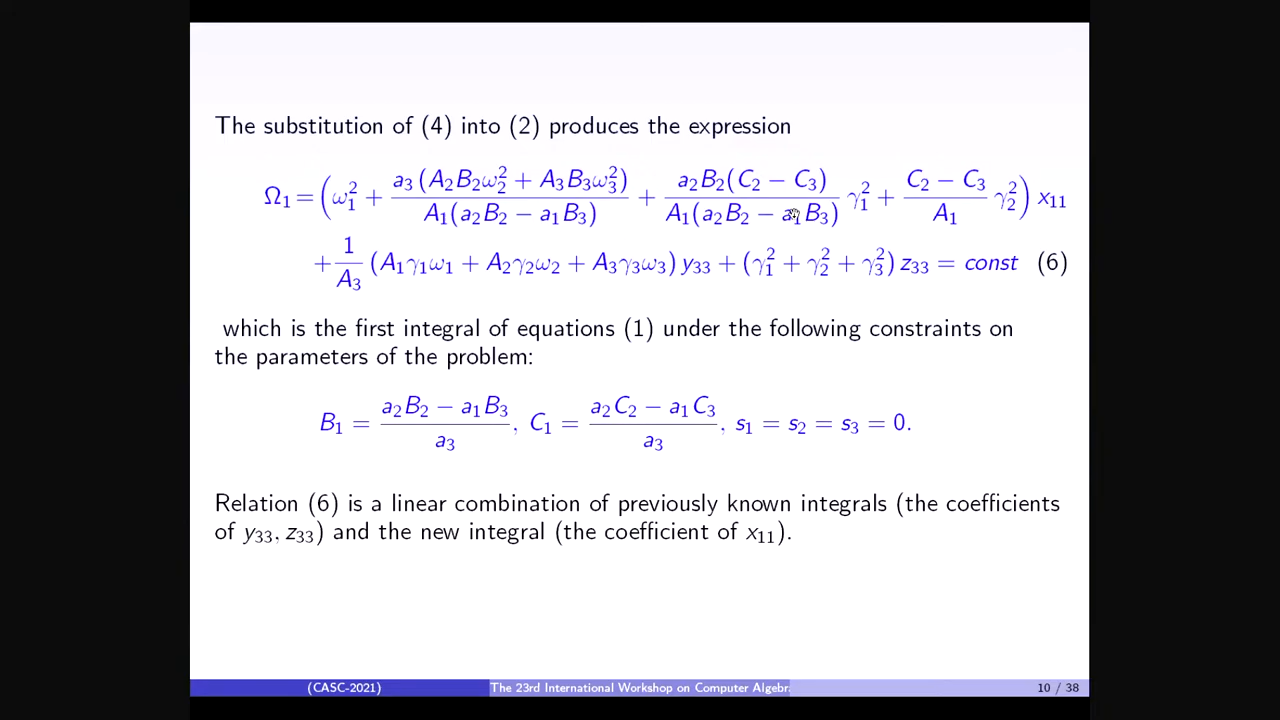 The substitution of (4) into (2) produces the expression
Ω₁ = (ω₁² + a₃(A₂B₂ω₂² + A₃B₃ω₃²) / A₁(a₂B₂ − a₁B₃) + a₂B₂(C₂ − C₃) / A₁(a₂B₂ − a₁B₃) γ₁² + C₂ − C₃ / A₁ γ₂²) x₁₁
+ 1/A₃ (A₁γ₁ω₁ + A₂γ₂ω₂ + A₃γ₃ω₃) y₃₃ + (γ₁² + γ₂² + γ₃²) z₃₃ = const (6)
which is the first integral of equations (1) under the following constraints on
the parameters of the problem:
B₁ = a₂B₂ − a₁B₃ / a₃, C₁ = a₂C₂ − a₁C₃ / a₃, s₁ = s₂ = s₃ = 0.
Relation (6) is a linear combination of previously known integrals (the coefficients
of y₃₃, z₃₃) and the new integral (the coefficient of x₁₁).
(CASC-2021) The 23rd International Workshop on Computer Algebr 10 / 38